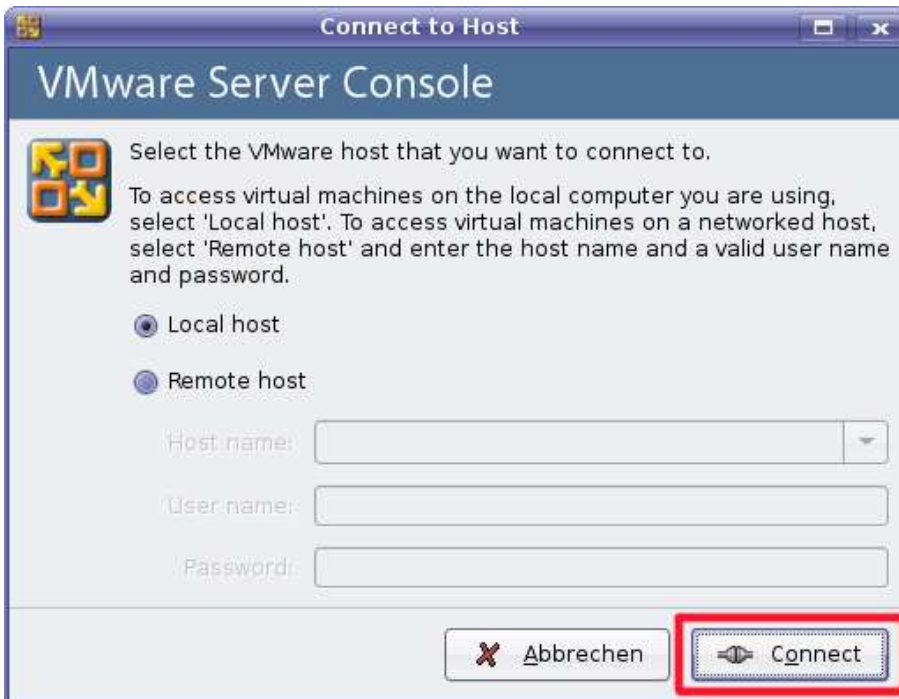 Connect to Host
VMware Server Console
Select the VMware host that you want to connect to.
To access virtual machines on the local computer you are using,
select 'Local host'. To access virtual machines on a networked host,
select 'Remote host' and enter the host name and a valid user name
and password.
Local host
Remote host
Host name:
User name:
Password:
Abbrechen
Connect